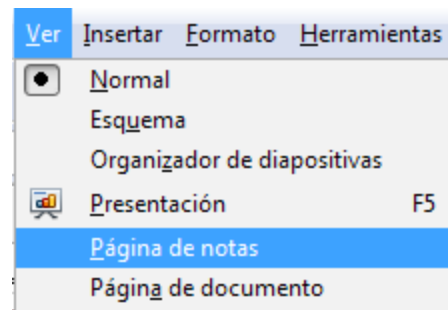 Ver Insertar Formato Herramientas
Normal
Esquema
Organizador de diapositivas
Presentación F5
Página de notas
Página de documento